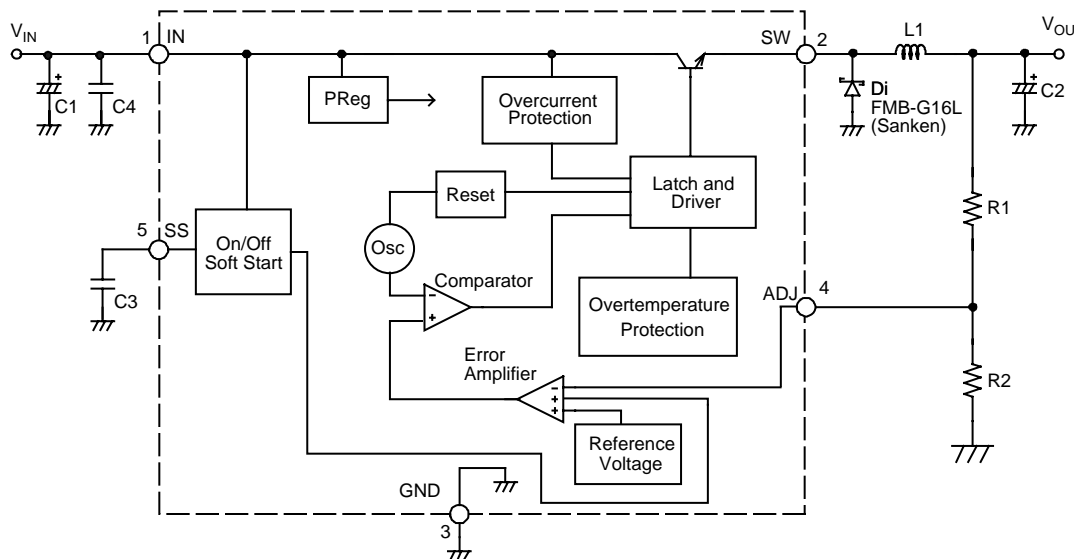 VIN
1
IN
SW
2
L1
VOU
C1
+
C4
PReg
Overcurrent
Protection
Di
FMB-G16L
(Sanken)
+
C2
Reset
Latch and
Driver
R1
5
SS
On/Off
Soft Start
Osc
C3
Comparator
−
+
Overtemperature
Protection
ADJ
4
Error
Amplifier
−
+
+
R2
Reference
Voltage
GND
3